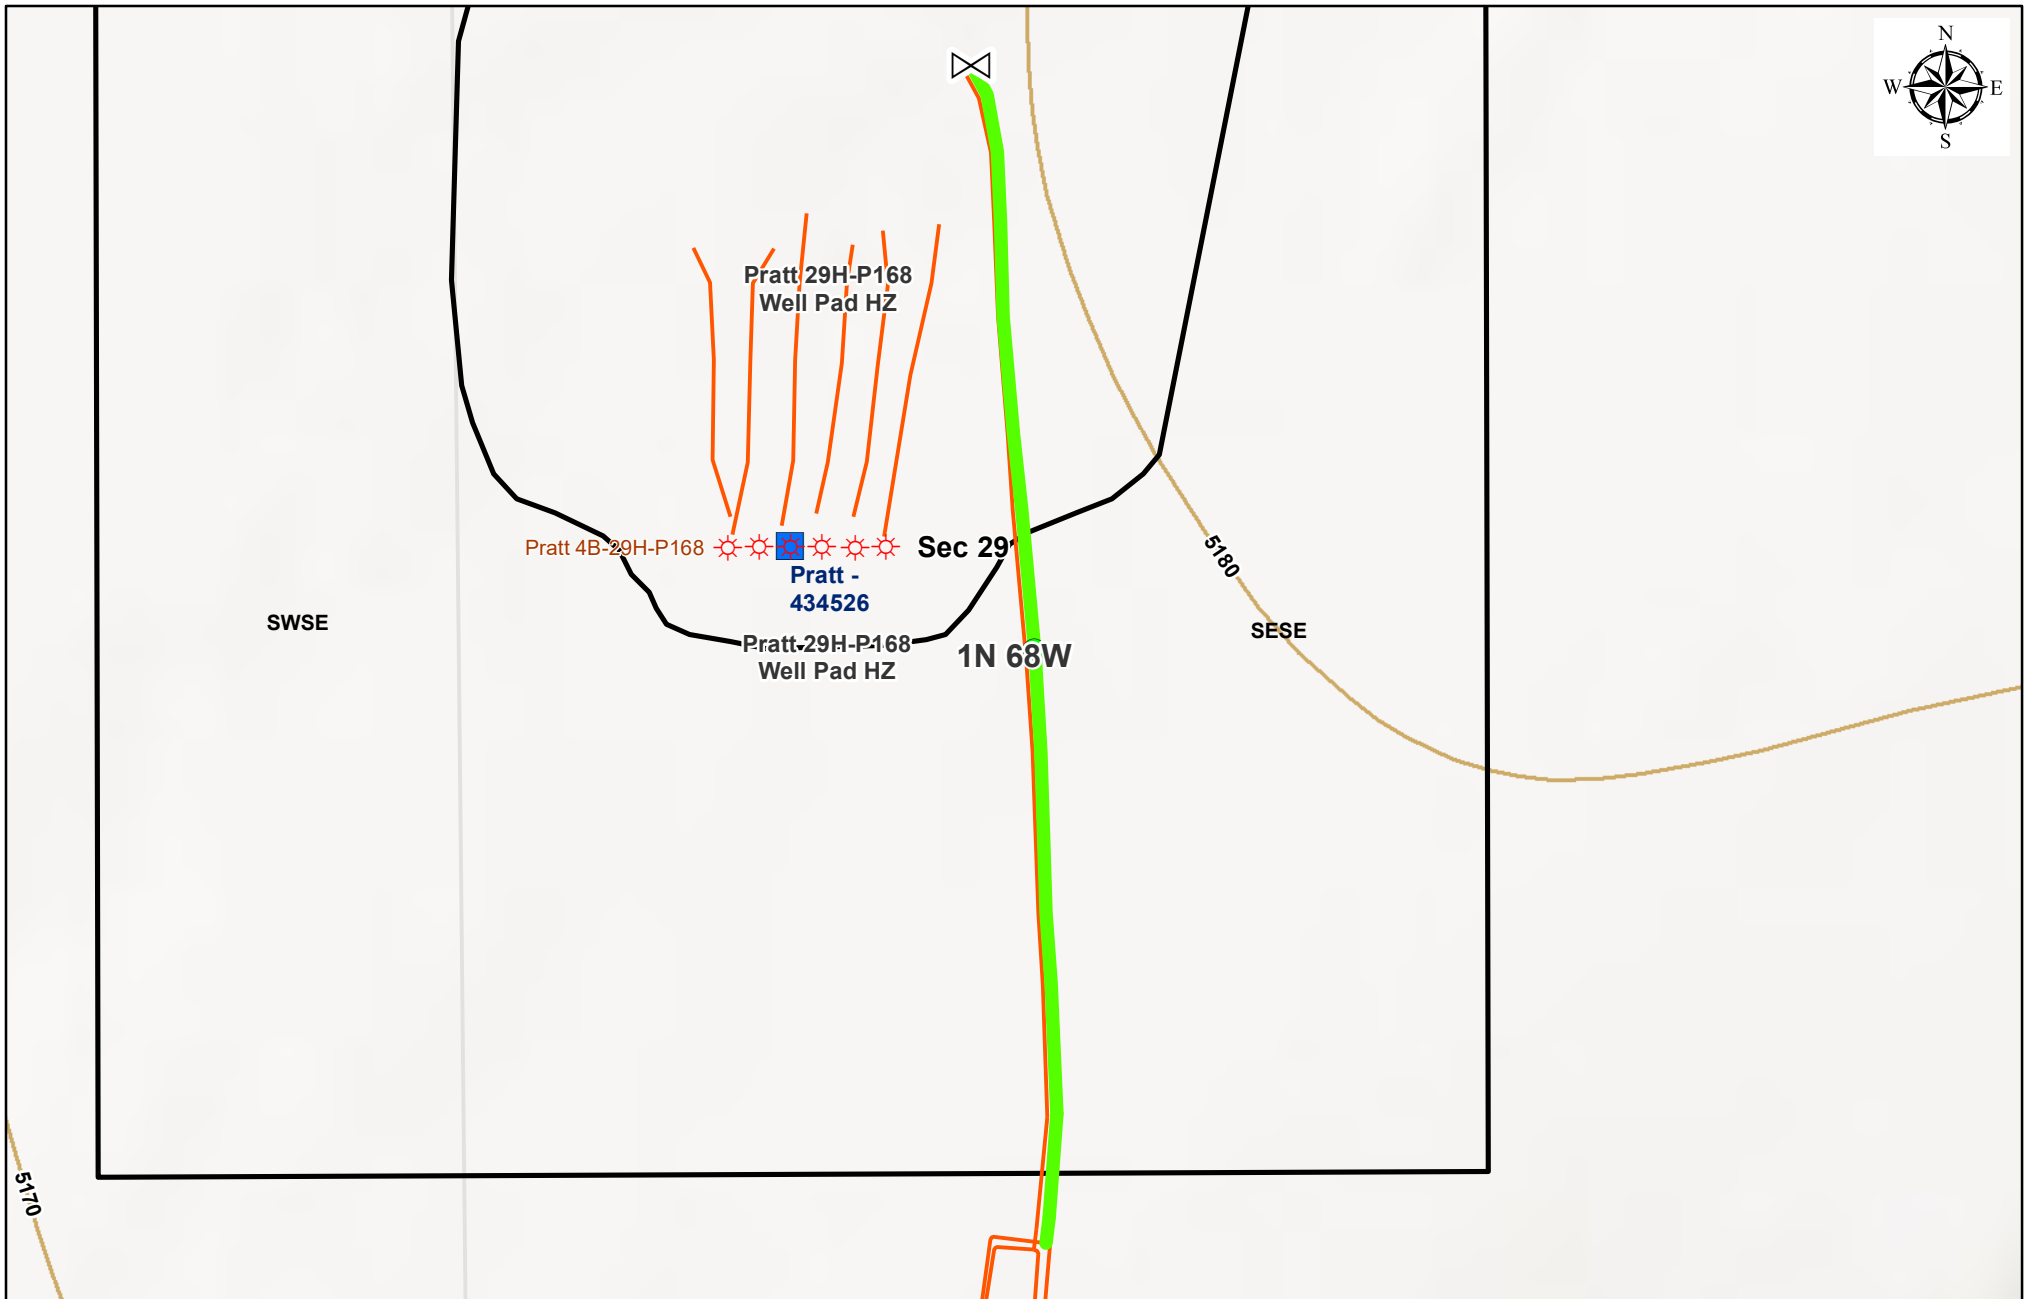 N
W
E
S
Pratt 29H-P168
Well Pad HZ
Pratt 4B-29H-P168
Sec 29
5180
Pratt -
434526
SWSE
SESE
Pratt 29H-P168
Well Pad HZ
1N 68W
5170